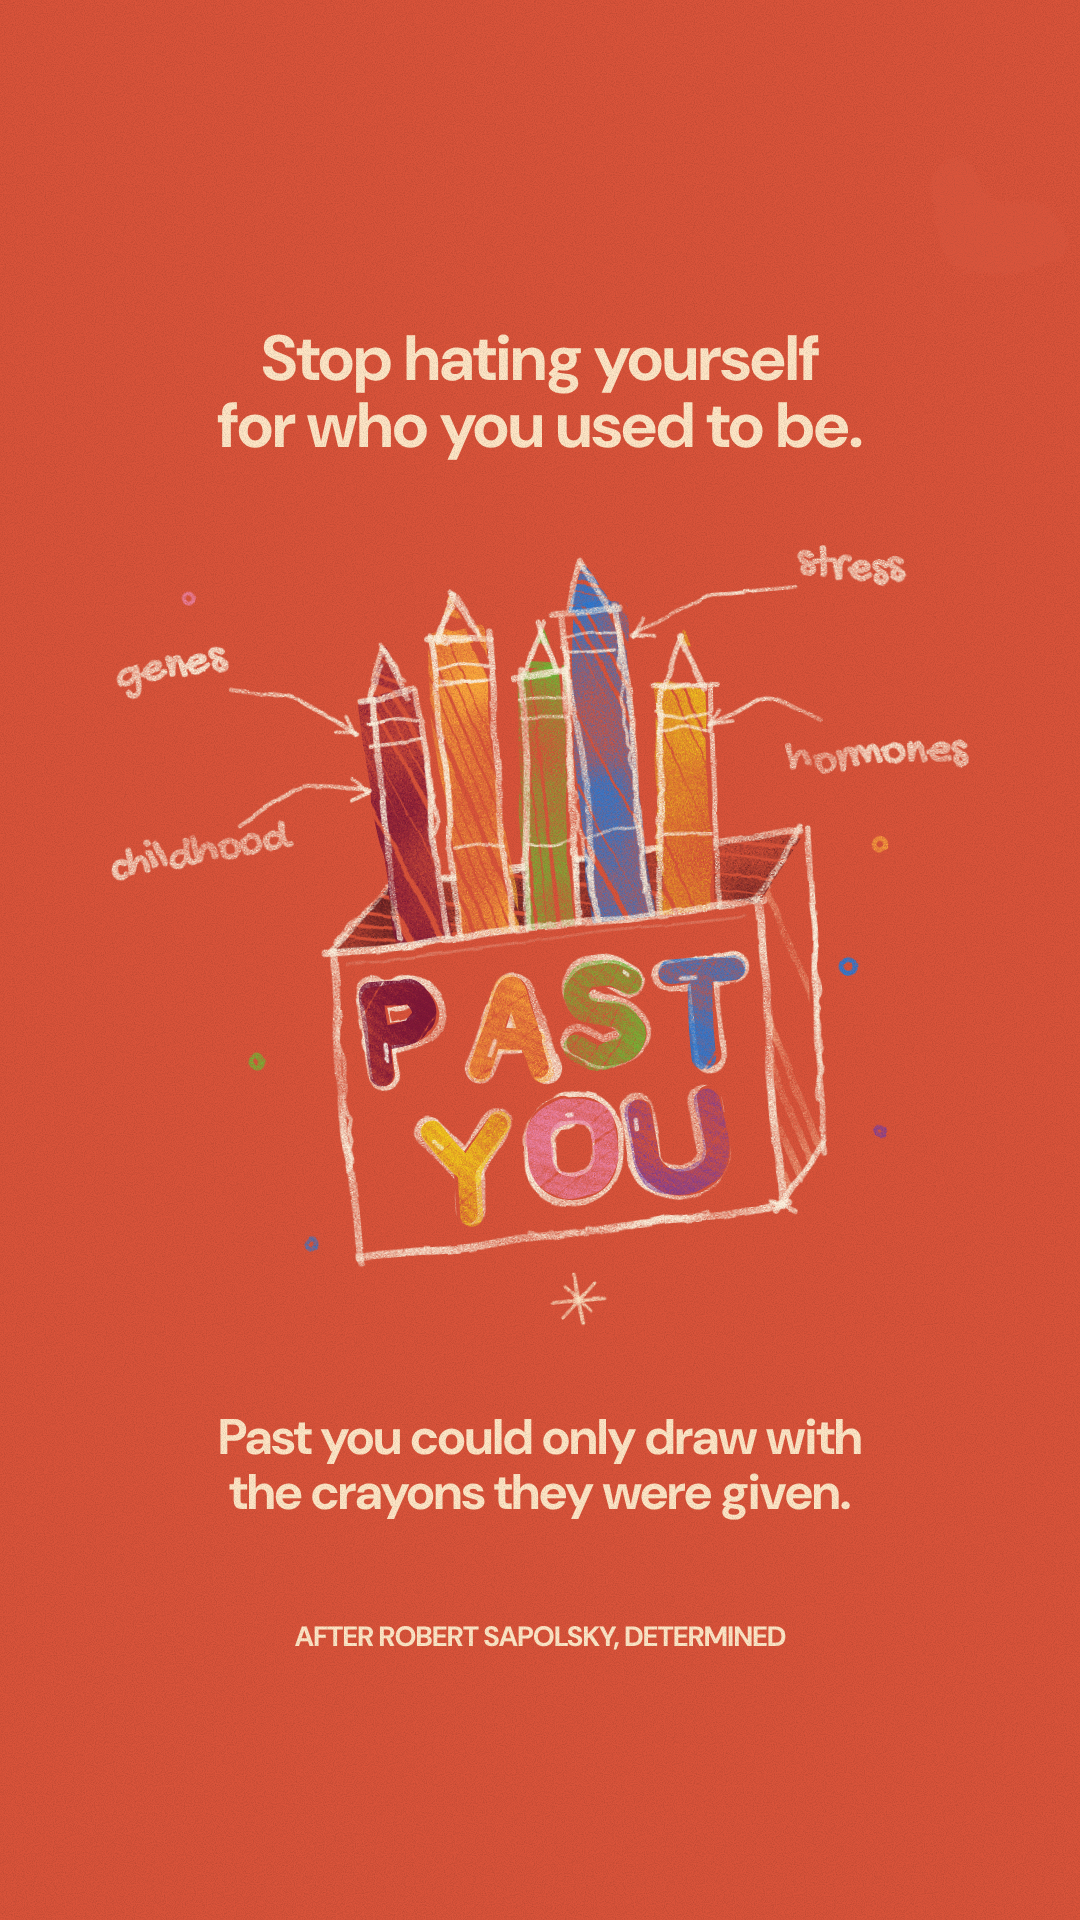 Stop hating yourself
for who you used to be.
stress
genes
hormones
childhood
PAST
YOU
Past you could only draw with
the crayons they were given.
AFTER ROBERT SAPOLSKY, DETERMINED